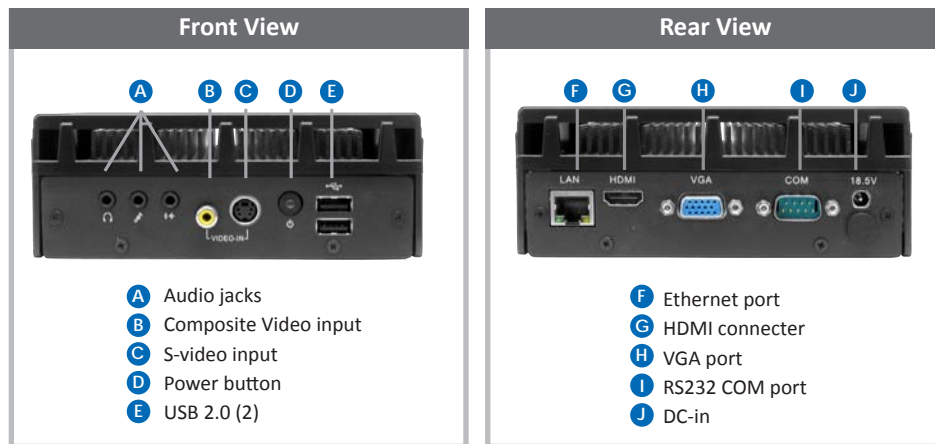 Front View
A B C D E
VIDEO-IN
A Audio jacks
B Composite Video input
C S-video input
D Power button
E USB 2.0 (2)
Rear View
F G H I J
LAN HDMI VGA COM 18.5V
F Ethernet port
G HDMI connecter
H VGA port
I RS232 COM port
J DC-in